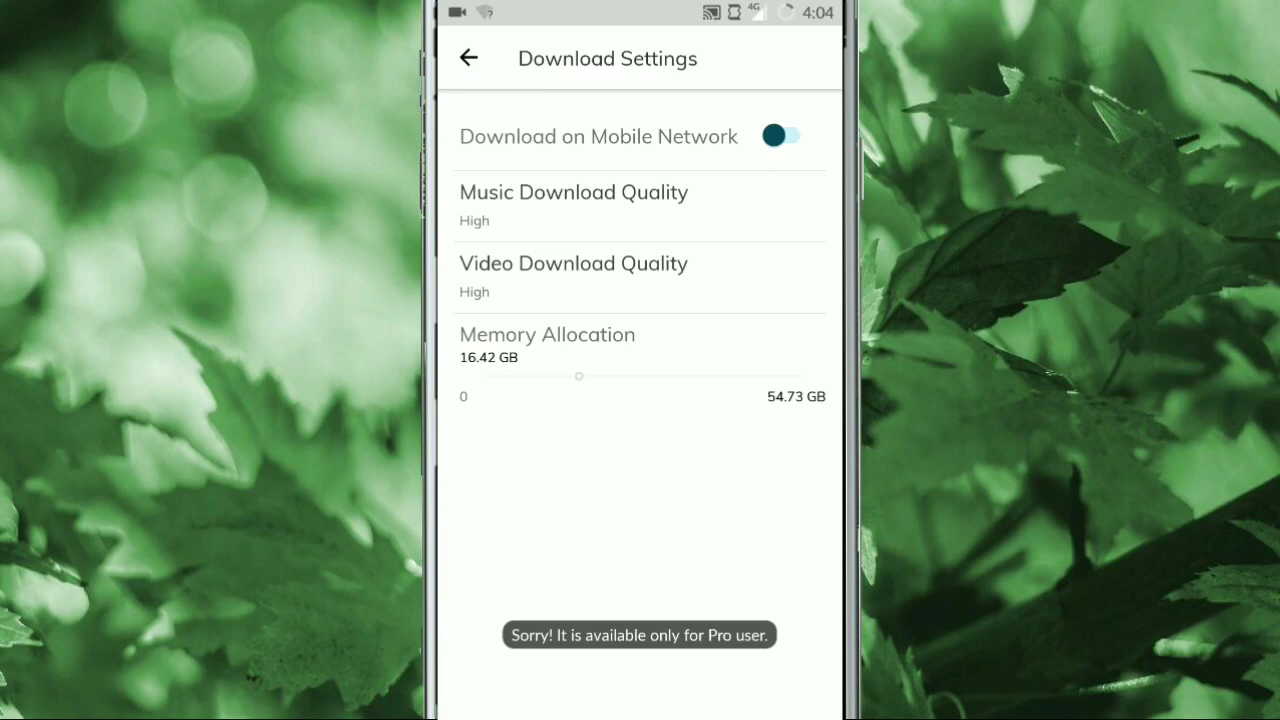 4G 4:04
Download Settings
Download on Mobile Network
Music Download Quality
High
Video Download Quality
High
Memory Allocation
16.42 GB
0 54.73 GB
Sorry! It is available only for Pro user.